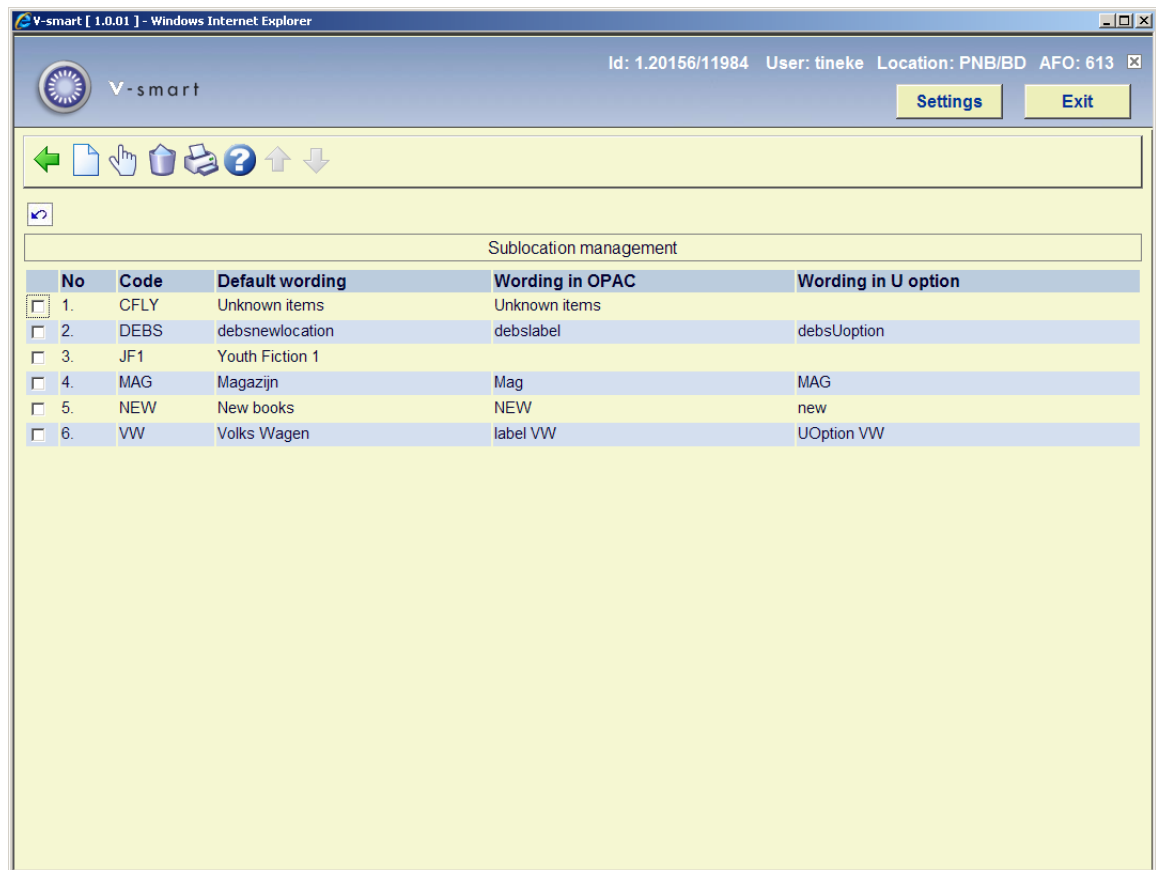 V-smart [ 1.0.01 ] - Windows Internet Explorer
Id: 1.20156/11984 User: tineke Location: PNB/BD AFO: 613
V-smart
Settings Exit
Sublocation management
No Code Default wording Wording in OPAC Wording in U option
1. CFLY Unknown items Unknown items
2. DEBS debsnewlocation debslabel debsUoption
3. JF1 Youth Fiction 1
4. MAG Magazijn Mag MAG
5. NEW New books NEW new
6. VW Volks Wagen label VW UOption VW